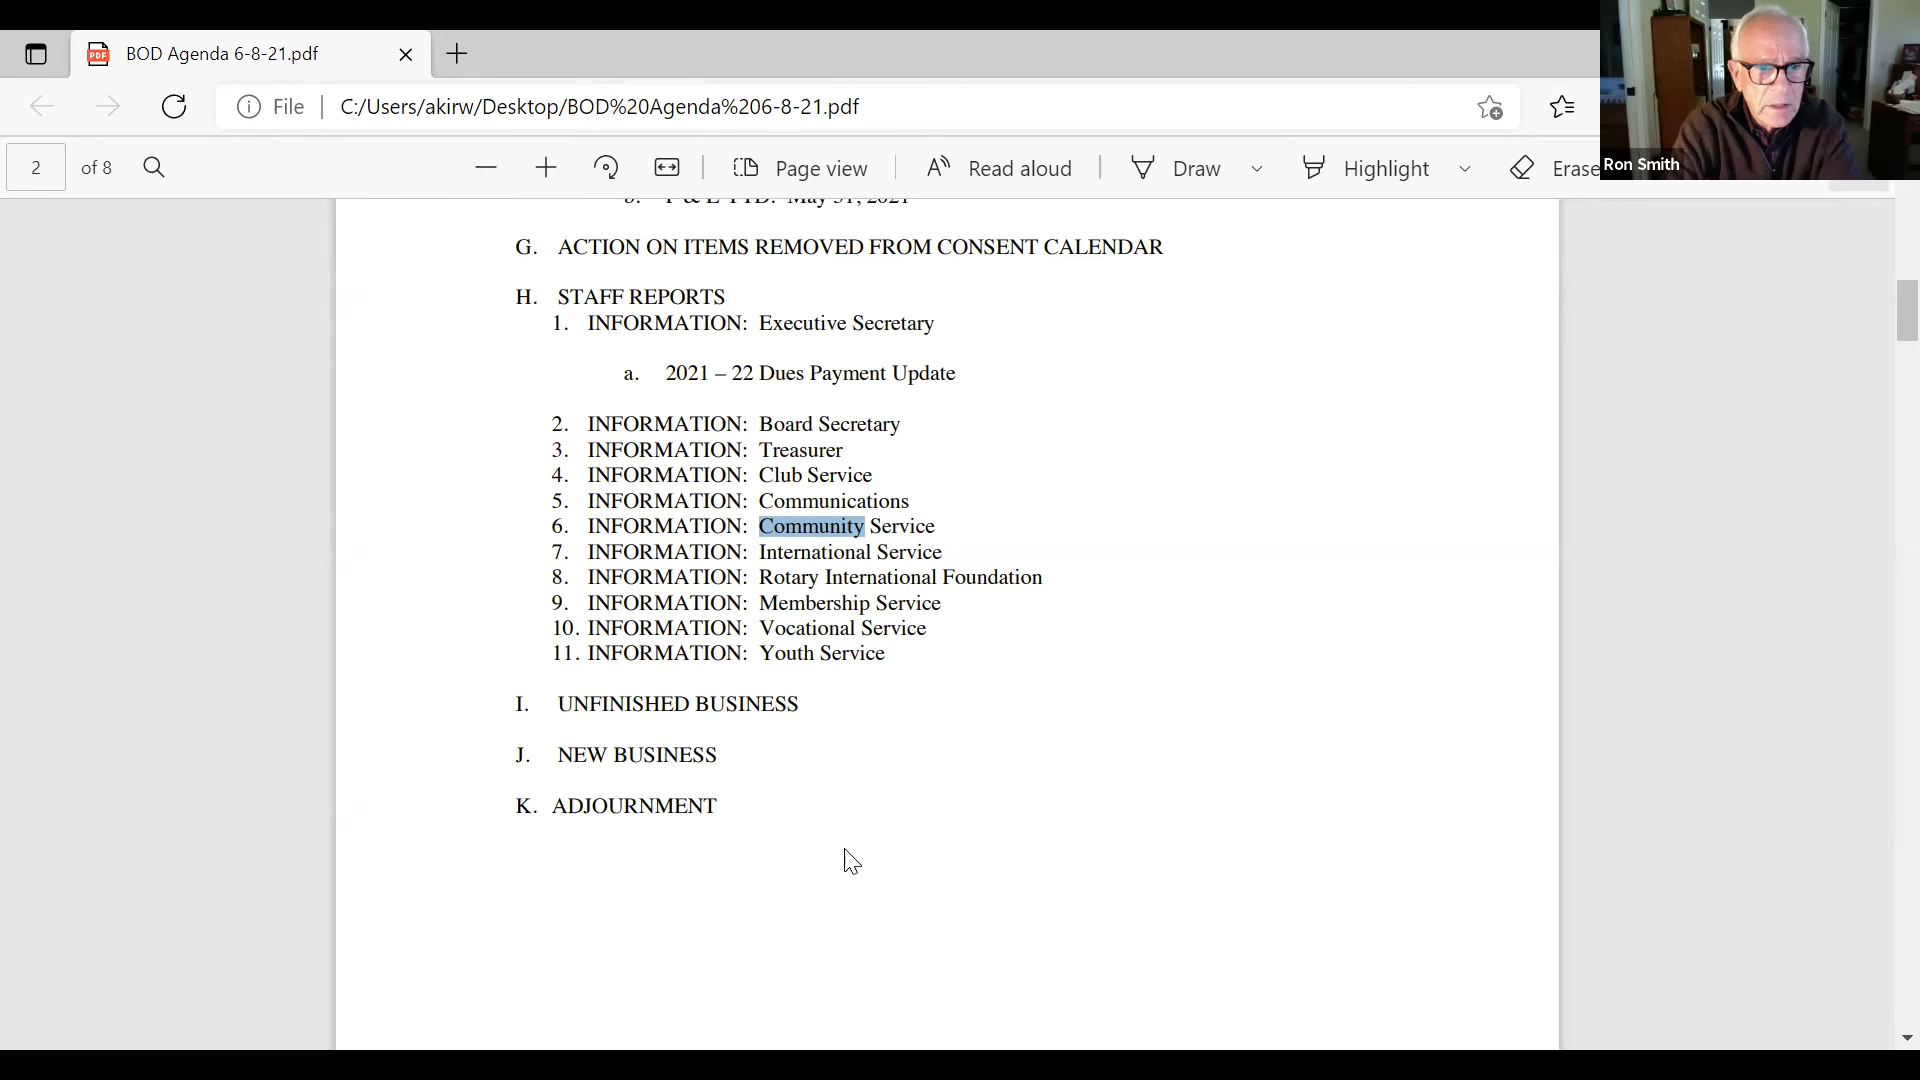 BOD Agenda 6-8-21.pdf
File
C:/Users/akirw/Desktop/BOD%20Agenda%206-8-21.pdf
Ron Smith
2 of 8
Page view
Read aloud
Draw
Highlight
Erase
b. P & L YTD: May 31, 2021
G. ACTION ON ITEMS REMOVED FROM CONSENT CALENDAR
H. STAFF REPORTS
1. INFORMATION: Executive Secretary
a. 2021 – 22 Dues Payment Update
2. INFORMATION: Board Secretary
3. INFORMATION: Treasurer
4. INFORMATION: Club Service
5. INFORMATION: Communications
6. INFORMATION: Community Service
7. INFORMATION: International Service
8. INFORMATION: Rotary International Foundation
9. INFORMATION: Membership Service
10. INFORMATION: Vocational Service
11. INFORMATION: Youth Service
I. UNFINISHED BUSINESS
J. NEW BUSINESS
K. ADJOURNMENT